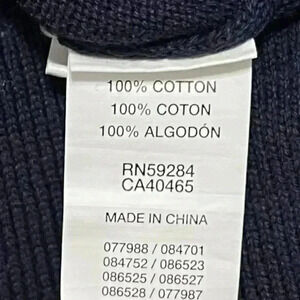 100% COTTON
100% COTON
100% ALGODÓN
RN59284
CA40465
MADE IN CHINA
077988 / 084701
084752 / 086523
086525 / 086527
086528 / 077987